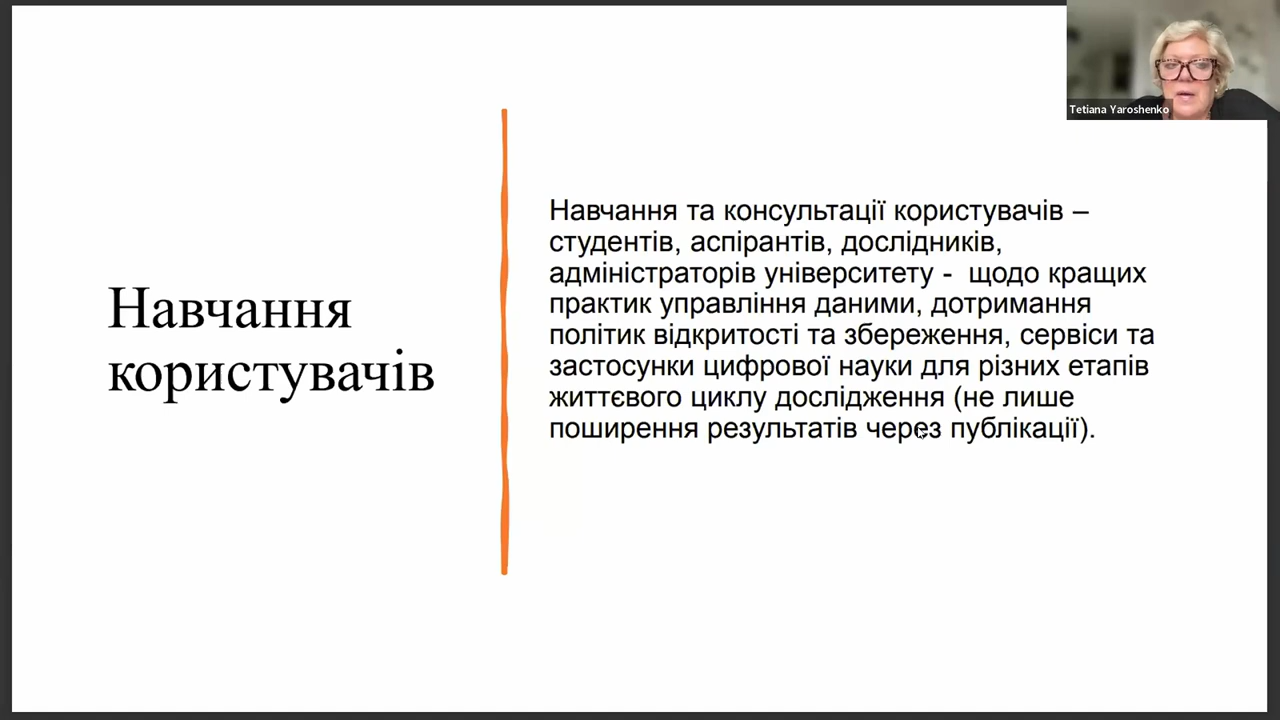 Tetiana Yaroshenko
Навчання
користувачів
Навчання та консультації користувачів –
студентів, аспірантів, дослідників,
адміністраторів університету -  щодо кращих
практик управління даними, дотримання
політик відкритості та збереження, сервіси та
застосунки цифрової науки для різних етапів
життєвого циклу дослідження (не лише
поширення результатів через публікації).